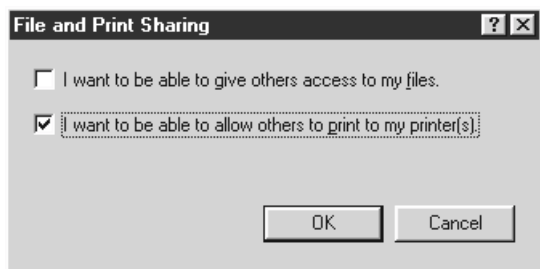 File and Print Sharing
I want to be able to give others access to my files.
I want to be able to allow others to print to my printer(s).
OK Cancel